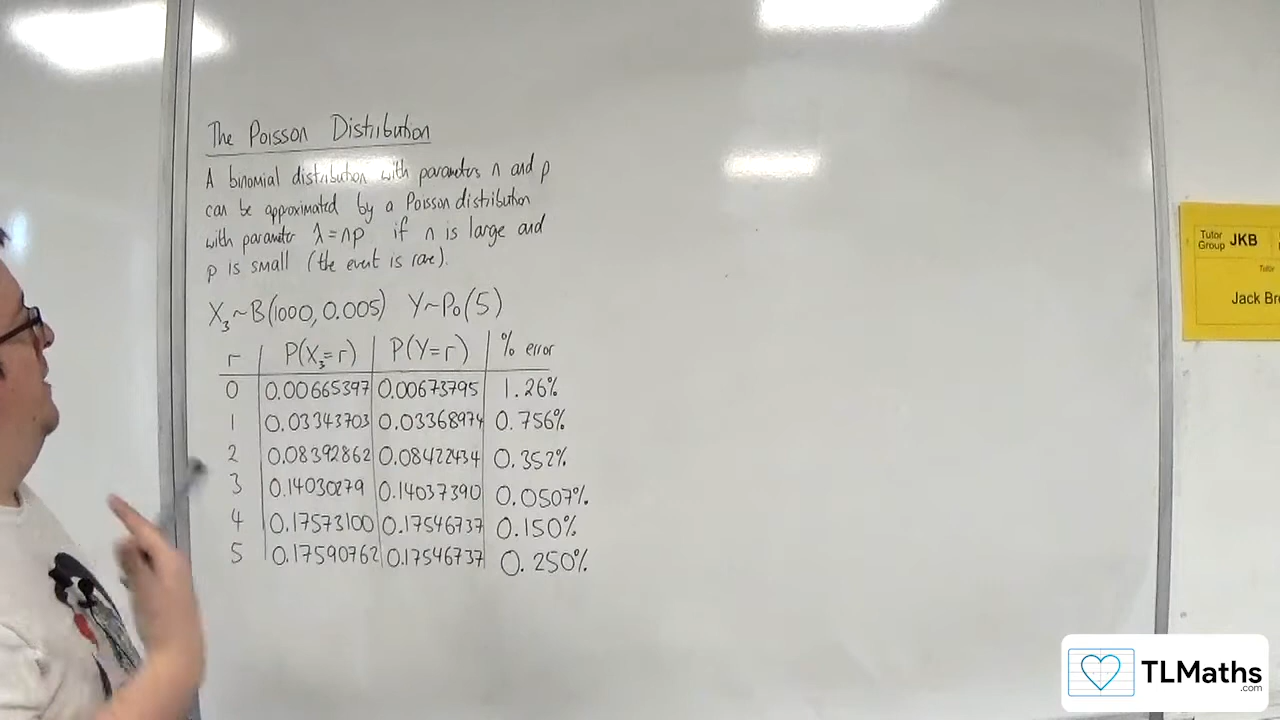 The Poisson Distribution
A binomial distribution with parameters n and p
can be approximated by a Poisson distribution
with parameter λ=np if n is large and
p is small (the event is rare).
X₃~B(1000, 0.005) Y~Po(5)
r P(X₃=r) P(Y=r) % error
0 0.00665397 0.00673795 1.26%
1 0.03343703 0.03368974 0.756%
2 0.08392862 0.08422434 0.352%
3 0.14030279 0.14037390 0.0507%
4 0.17573100 0.17546737 0.150%
5 0.17590762 0.17546737 0.250%
Tutor Group JKB
Tutor
Jack Br
TLMaths
.com